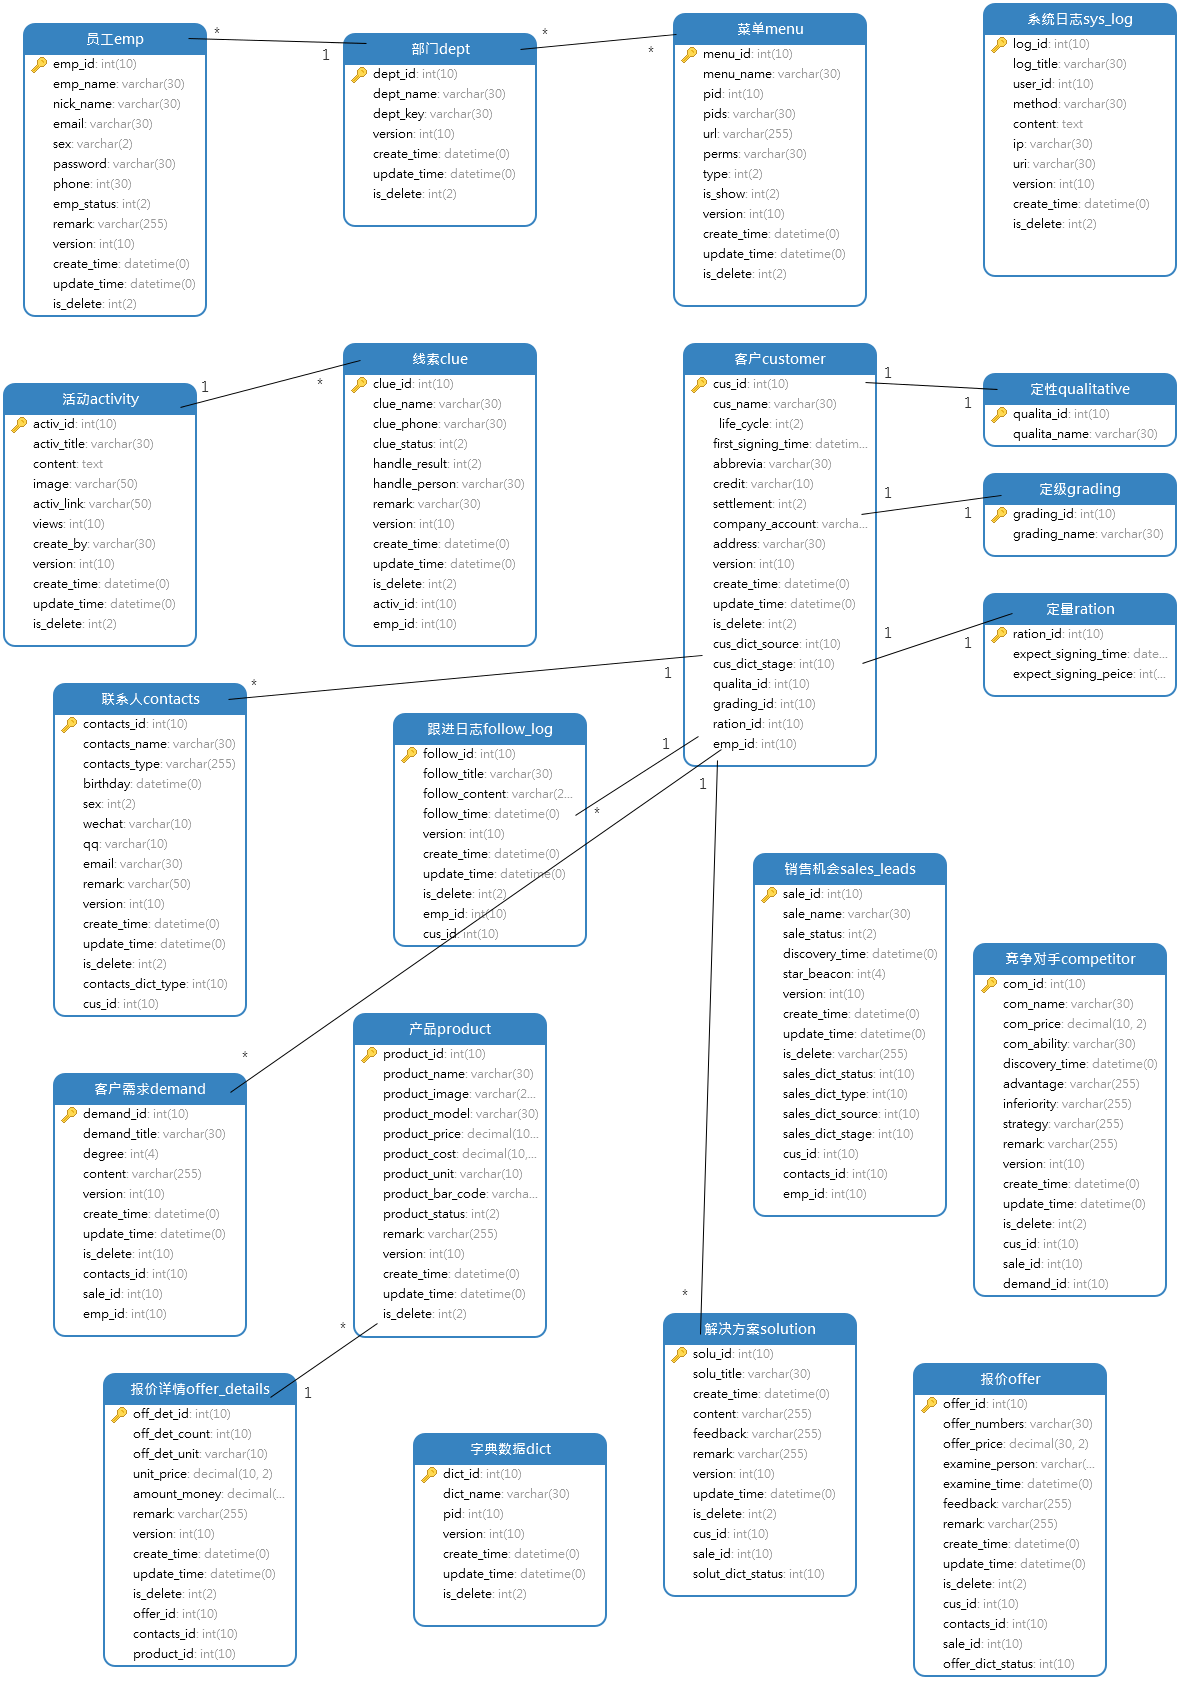 员工emp
emp_id: int(10)
emp_name: varchar(30)
nick_name: varchar(30)
email: varchar(30)
sex: varchar(2)
password: varchar(30)
phone: int(30)
emp_status: int(2)
remark: varchar(255)
version: int(10)
create_time: datetime(0)
update_time: datetime(0)
is_delete: int(2)
*
1
部门dept
dept_id: int(10)
dept_name: varchar(30)
dept_key: varchar(30)
version: int(10)
create_time: datetime(0)
update_time: datetime(0)
is_delete: int(2)
*
*
菜单menu
menu_id: int(10)
menu_name: varchar(30)
pid: int(10)
pids: varchar(30)
url: varchar(255)
perms: varchar(30)
type: int(2)
is_show: int(2)
version: int(10)
create_time: datetime(0)
update_time: datetime(0)
is_delete: int(2)
系统日志sys_log
log_id: int(10)
log_title: varchar(30)
user_id: int(10)
method: varchar(30)
content: text
ip: varchar(30)
uri: varchar(30)
version: int(10)
create_time: datetime(0)
is_delete: int(2)
活动activity
activ_id: int(10)
activ_title: varchar(30)
content: text
image: varchar(50)
activ_link: varchar(50)
views: int(10)
create_by: varchar(30)
version: int(10)
create_time: datetime(0)
update_time: datetime(0)
is_delete: int(2)
1
*
线索clue
clue_id: int(10)
clue_name: varchar(30)
clue_phone: varchar(30)
clue_status: int(2)
handle_result: int(2)
handle_person: varchar(30)
remark: varchar(30)
version: int(10)
create_time: datetime(0)
update_time: datetime(0)
is_delete: int(2)
activ_id: int(10)
emp_id: int(10)
客户customer
cus_id: int(10)
cus_name: varchar(30)
life_cycle: int(2)
first_signing_time: datetim...
abbrevia: varchar(30)
credit: varchar(10)
settlement: int(2)
company_account: varcha...
address: varchar(30)
version: int(10)
create_time: datetime(0)
update_time: datetime(0)
is_delete: int(2)
cus_dict_source: int(10)
cus_dict_stage: int(10)
qualita_id: int(10)
grading_id: int(10)
ration_id: int(10)
emp_id: int(10)
1
1
定性qualitative
qualita_id: int(10)
qualita_name: varchar(30)
1
1
定级grading
grading_id: int(10)
grading_name: varchar(30)
1
1
定量ration
ration_id: int(10)
expect_signing_time: date...
expect_signing_peice: int(...
*
1
联系人contacts
contacts_id: int(10)
contacts_name: varchar(30)
contacts_type: varchar(255)
birthday: datetime(0)
sex: int(2)
wechat: varchar(10)
qq: varchar(10)
email: varchar(30)
remark: varchar(50)
version: int(10)
create_time: datetime(0)
update_time: datetime(0)
is_delete: int(2)
contacts_dict_type: int(10)
cus_id: int(10)
跟进日志follow_log
follow_id: int(10)
follow_title: varchar(30)
follow_content: varchar(2...
follow_time: datetime(0)
version: int(10)
create_time: datetime(0)
update_time: datetime(0)
is_delete: int(2)
emp_id: int(10)
cus_id: int(10)
1
*
1
销售机会sales_leads
sale_id: int(10)
sale_name: varchar(30)
sale_status: int(2)
discovery_time: datetime(0)
star_beacon: int(4)
version: int(10)
create_time: datetime(0)
update_time: datetime(0)
is_delete: varchar(255)
sales_dict_status: int(10)
sales_dict_type: int(10)
sales_dict_source: int(10)
sales_dict_stage: int(10)
cus_id: int(10)
contacts_id: int(10)
emp_id: int(10)
竞争对手competitor
com_id: int(10)
com_name: varchar(30)
com_price: decimal(10, 2)
com_ability: varchar(30)
discovery_time: datetime(0)
advantage: varchar(255)
inferiority: varchar(255)
strategy: varchar(255)
remark: varchar(255)
version: int(10)
create_time: datetime(0)
update_time: datetime(0)
is_delete: int(2)
cus_id: int(10)
sale_id: int(10)
demand_id: int(10)
*
客户需求demand
demand_id: int(10)
demand_title: varchar(30)
degree: int(4)
content: varchar(255)
version: int(10)
create_time: datetime(0)
update_time: datetime(0)
is_delete: int(10)
contacts_id: int(10)
sale_id: int(10)
emp_id: int(10)
产品product
product_id: int(10)
product_name: varchar(30)
product_image: varchar(2...
product_model: varchar(30)
product_price: decimal(10...
product_cost: decimal(10,...
product_unit: varchar(10)
product_bar_code: varcha...
product_status: int(2)
remark: varchar(255)
version: int(10)
create_time: datetime(0)
update_time: datetime(0)
is_delete: int(2)
*
1
*
报价详情offer_details
off_det_id: int(10)
off_det_count: int(10)
off_det_unit: varchar(10)
unit_price: decimal(10, 2)
amount_money: decimal(...
remark: varchar(255)
version: int(10)
create_time: datetime(0)
update_time: datetime(0)
is_delete: int(2)
offer_id: int(10)
contacts_id: int(10)
product_id: int(10)
字典数据dict
dict_id: int(10)
dict_name: varchar(30)
pid: int(10)
version: int(10)
create_time: datetime(0)
update_time: datetime(0)
is_delete: int(2)
解决方案solution
solu_id: int(10)
solu_title: varchar(30)
create_time: datetime(0)
content: varchar(255)
feedback: varchar(255)
remark: varchar(255)
version: int(10)
update_time: datetime(0)
is_delete: int(2)
cus_id: int(10)
sale_id: int(10)
solut_dict_status: int(10)
报价offer
offer_id: int(10)
offer_numbers: varchar(30)
offer_price: decimal(30, 2)
examine_person: varchar(...
examine_time: datetime(0)
feedback: varchar(255)
remark: varchar(255)
create_time: datetime(0)
update_time: datetime(0)
is_delete: int(2)
cus_id: int(10)
contacts_id: int(10)
sale_id: int(10)
offer_dict_status: int(10)